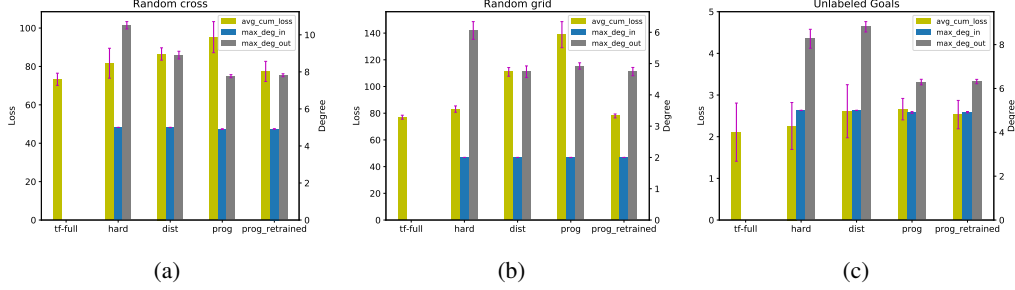 Random cross
avg_cum_loss
max_deg_in
max_deg_out
100
80
60
40
20
0
Loss
10
8
6
4
2
0
Degree
tf-full hard dist prog prog_retrained
(a)
Random grid
avg_cum_loss
max_deg_in
max_deg_out
140
120
100
80
60
40
20
0
Loss
6
5
4
3
2
1
0
Degree
tf-full hard dist prog prog_retrained
(b)
Unlabeled Goals
avg_cum_loss
max_deg_in
max_deg_out
5
4
3
2
1
0
Loss
8
6
4
2
0
Degree
tf-full hard dist prog prog_retrained
(c)